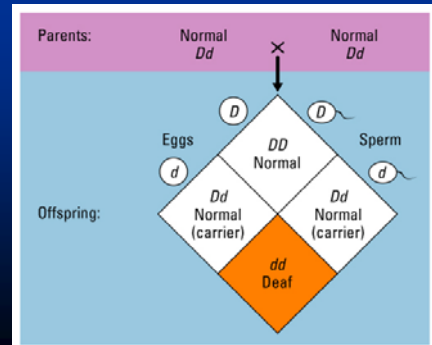 Parents:
Normal
Dd
×
Normal
Dd
Offspring:
Eggs
D
d
Sperm
D
d
DD
Normal
Dd
Normal
(carrier)
Dd
Normal
(carrier)
dd
Deaf